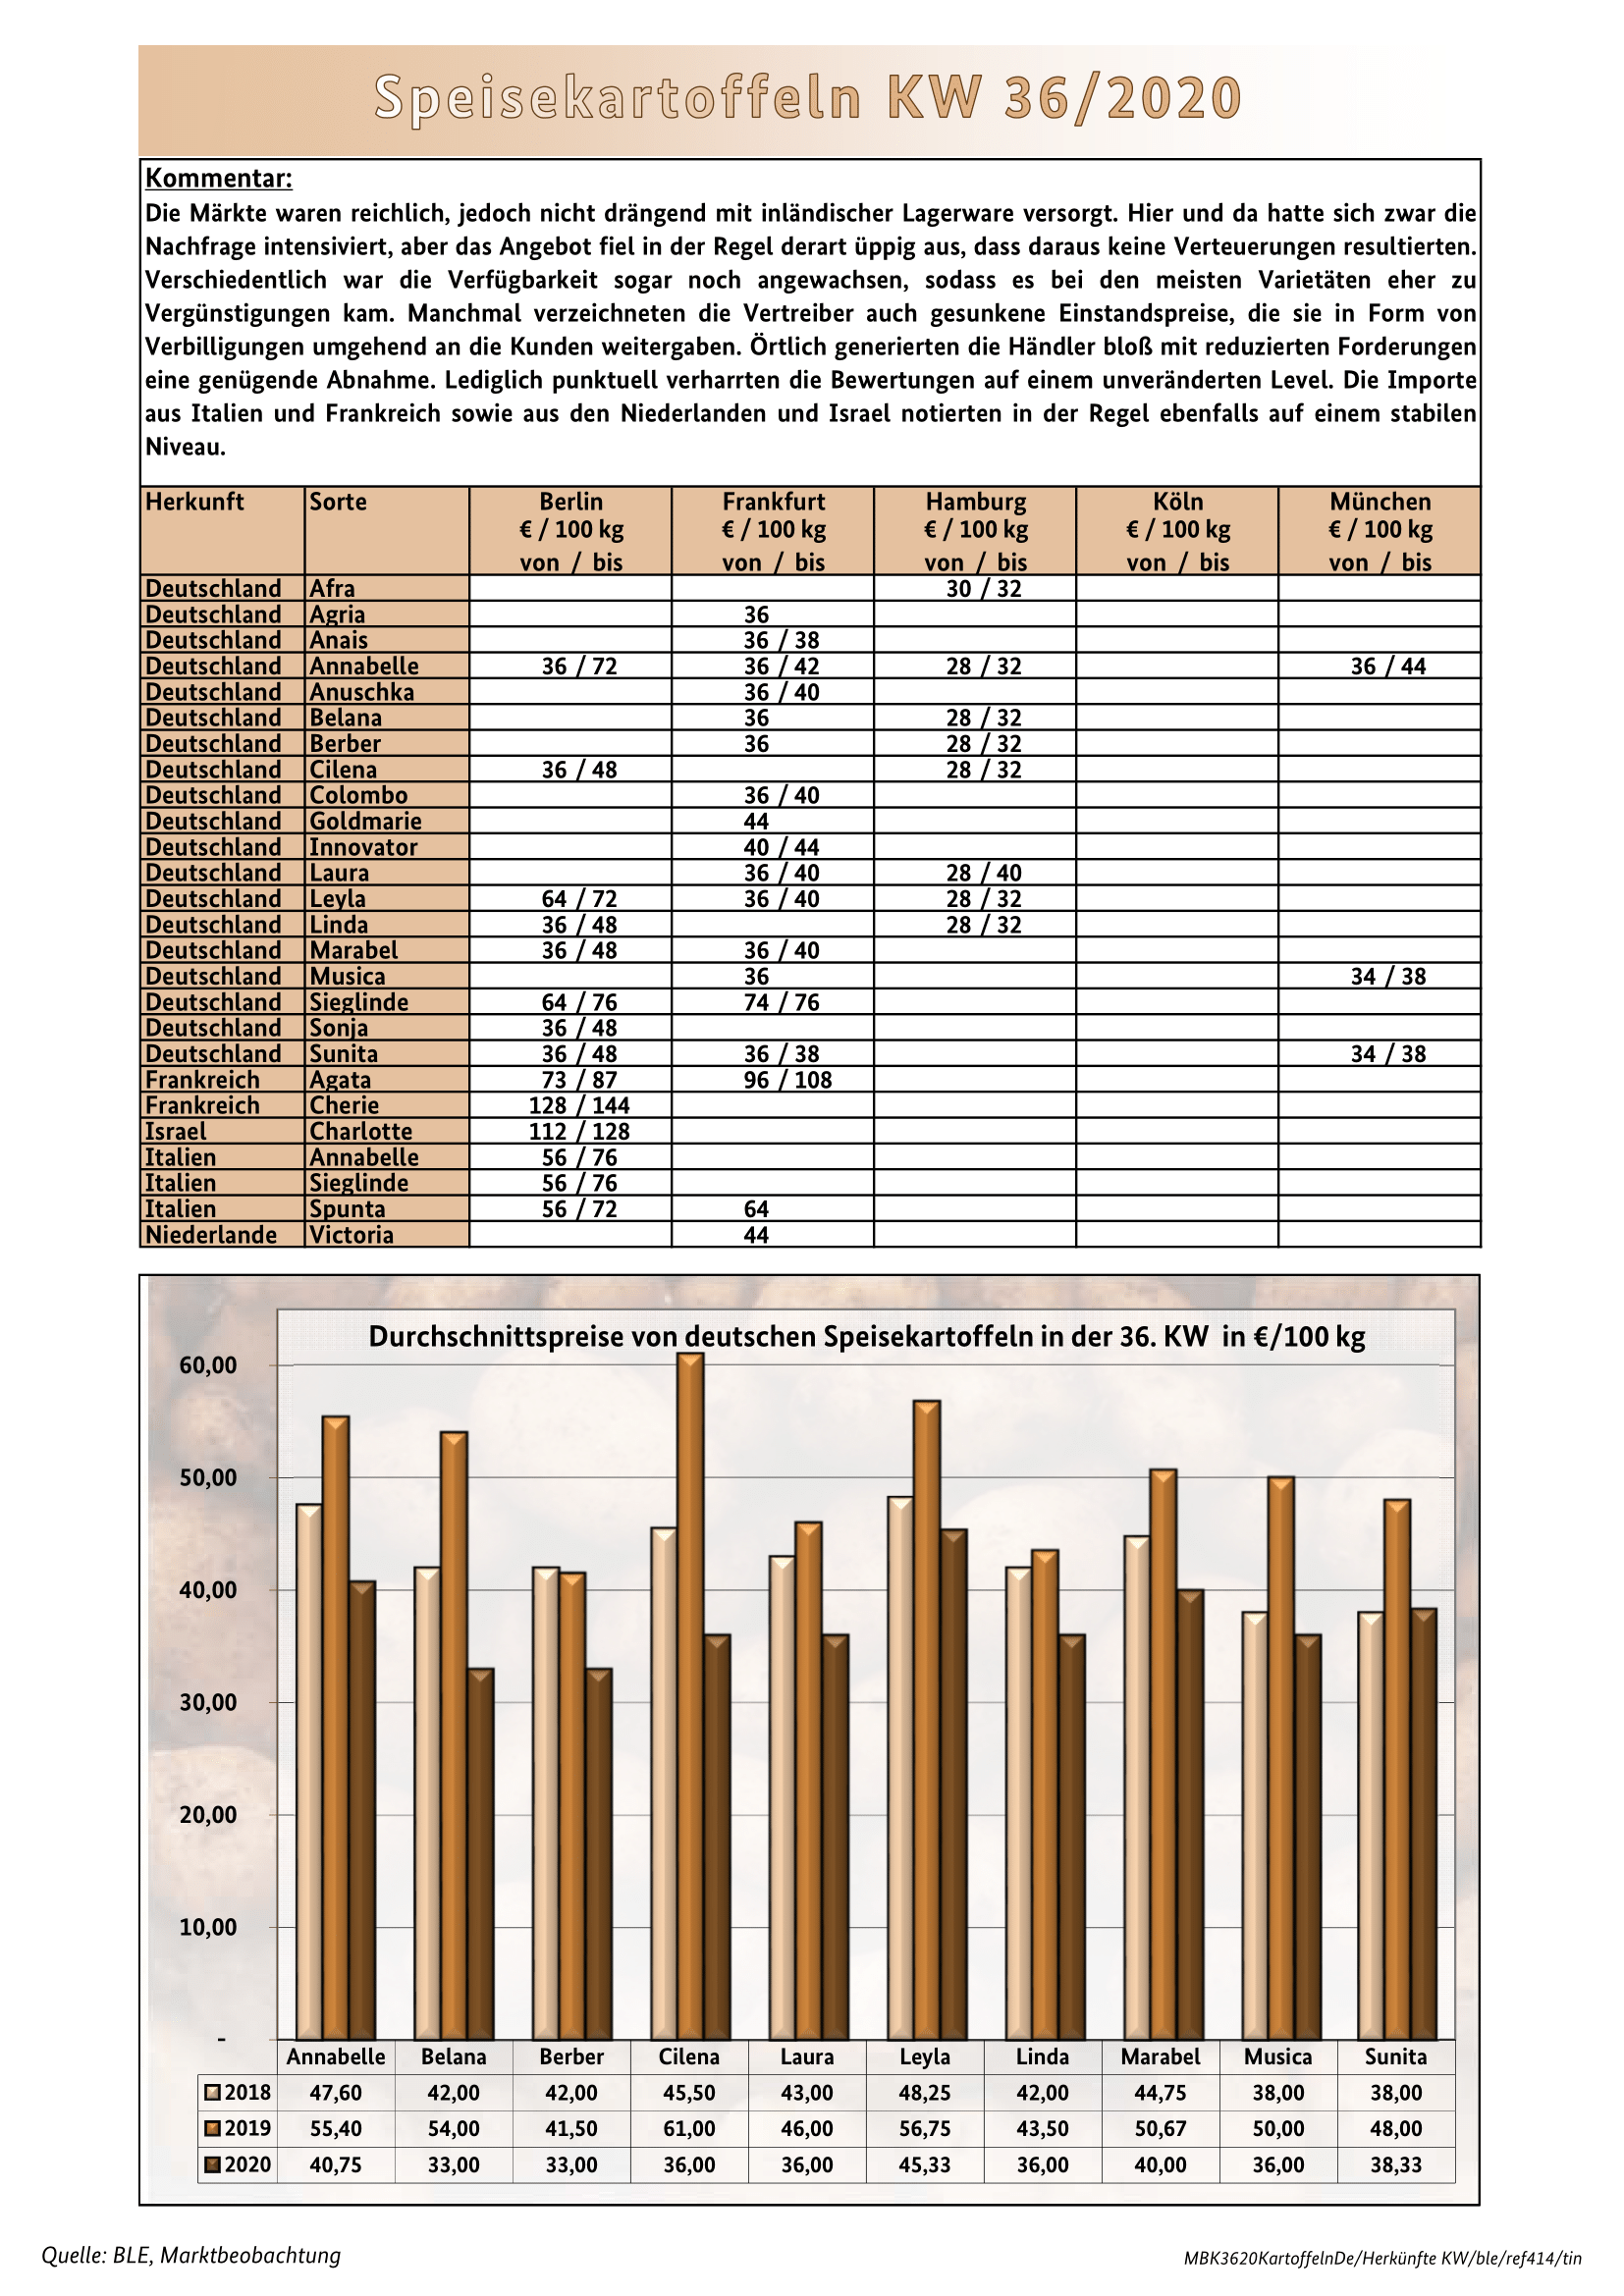 Speisekartoffeln KW 36/2020
Kommentar:
Die Märkte waren reichlich, jedoch nicht drängend mit inländischer Lagerware versorgt. Hier und da hatte sich zwar die
Nachfrage intensiviert, aber das Angebot fiel in der Regel derart üppig aus, dass daraus keine Verteuerungen resultierten.
Verschiedentlich war die Verfügbarkeit sogar noch angewachsen, sodass es bei den meisten Varietäten eher zu
Vergünstigungen kam. Manchmal verzeichneten die Vertreiber auch gesunkene Einstandspreise, die sie in Form von
Verbilligungen umgehend an die Kunden weitergaben. Örtlich generierten die Händler bloß mit reduzierten Forderungen
eine genügende Abnahme. Lediglich punktuell verharrten die Bewertungen auf einem unveränderten Level. Die Importe
aus Italien und Frankreich sowie aus den Niederlanden und Israel notierten in der Regel ebenfalls auf einem stabilen
Niveau.
Herkunft Sorte Berlin Frankfurt Hamburg Köln München
€ / 100 kg € / 100 kg € / 100 kg € / 100 kg € / 100 kg
von / bis von / bis von / bis von / bis von / bis
Deutschland Afra 30 / 32
Deutschland Agria 36
Deutschland Anais 36 / 38
Deutschland Annabelle 36 / 72 36 / 42 28 / 32 36 / 44
Deutschland Anuschka 36 / 40
Deutschland Belana 36 28 / 32
Deutschland Berber 36 28 / 32
Deutschland Cilena 36 / 48 28 / 32
Deutschland Colombo 36 / 40
Deutschland Goldmarie 44
Deutschland Innovator 40 / 44
Deutschland Laura 36 / 40 28 / 40
Deutschland Leyla 64 / 72 36 / 40 28 / 32
Deutschland Linda 36 / 48 28 / 32
Deutschland Marabel 36 / 48 36 / 40
Deutschland Musica 36 34 / 38
Deutschland Sieglinde 64 / 76 74 / 76
Deutschland Sonja 36 / 48
Deutschland Sunita 36 / 48 36 / 38 34 / 38
Frankreich Agata 73 / 87 96 / 108
Frankreich Cherie 128 / 144
Israel Charlotte 112 / 128
Italien Annabelle 56 / 76
Italien Sieglinde 56 / 76
Italien Spunta 56 / 72 64
Niederlande Victoria 44
Durchschnittspreise von deutschen Speisekartoffeln in der 36. KW in €/100 kg
60,00
50,00
40,00
30,00
20,00
10,00
-
Annabelle Belana Berber Cilena Laura Leyla Linda Marabel Musica Sunita
2018 47,60 42,00 42,00 45,50 43,00 48,25 42,00 44,75 38,00 38,00
2019 55,40 54,00 41,50 61,00 46,00 56,75 43,50 50,67 50,00 48,00
2020 40,75 33,00 33,00 36,00 36,00 45,33 36,00 40,00 36,00 38,33
Quelle: BLE, Marktbeobachtung
MBK3620KartoffelnDe/Herkünfte KW/ble/ref414/tin